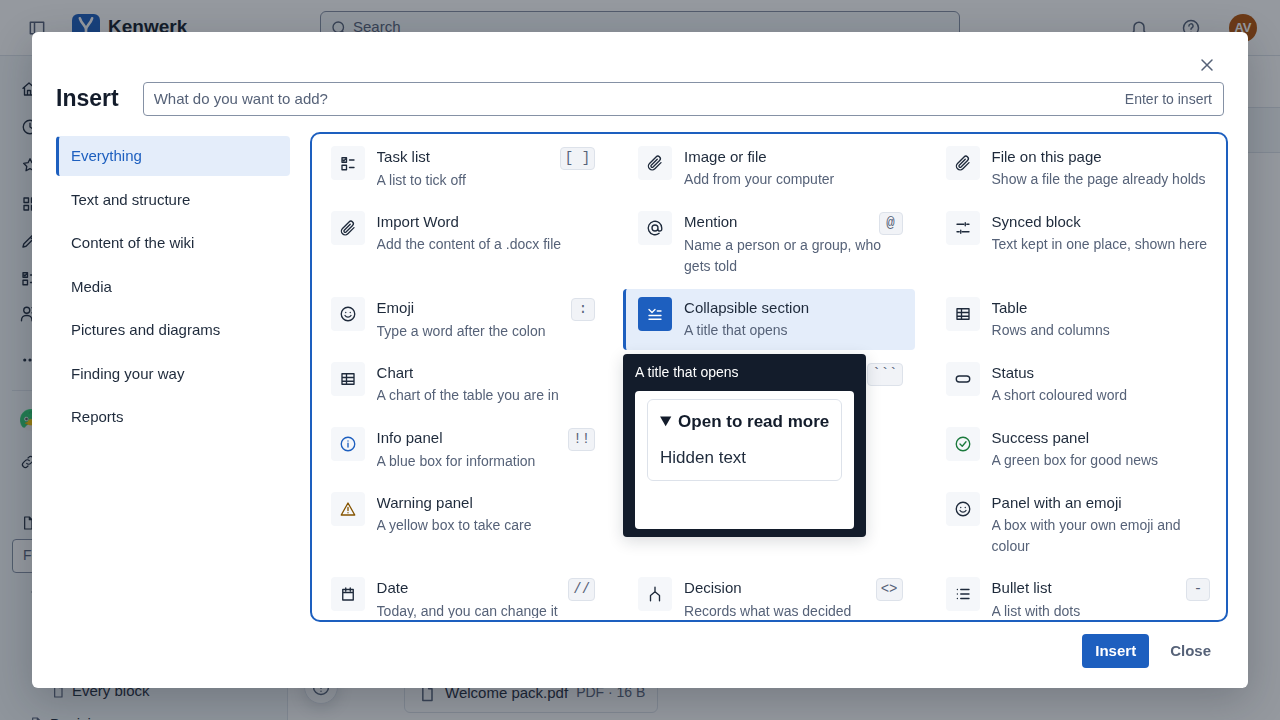 Kenwerk
Search
AV
Insert
What do you want to add?
Enter to insert
Everything
Text and structure
Content of the wiki
Media
Pictures and diagrams
Finding your way
Reports
Task list
[ ]
A list to tick off
Image or file
Add from your computer
File on this page
Show a file the page already holds
Import Word
Add the content of a .docx file
Mention
@
Name a person or a group, who
gets told
Synced block
Text kept in one place, shown here
Emoji
:
Type a word after the colon
Collapsible section
A title that opens
Table
Rows and columns
Chart
A chart of the table you are in
```
Status
A short coloured word
A title that opens
Open to read more
Hidden text
Info panel
!!
A blue box for information
Success panel
A green box for good news
Warning panel
A yellow box to take care
Panel with an emoji
A box with your own emoji and
colour
Date
//
Today, and you can change it
Decision
<>
Records what was decided
Bullet list
-
A list with dots
Insert
Close
Every block
Welcome pack.pdf
PDF · 16 B